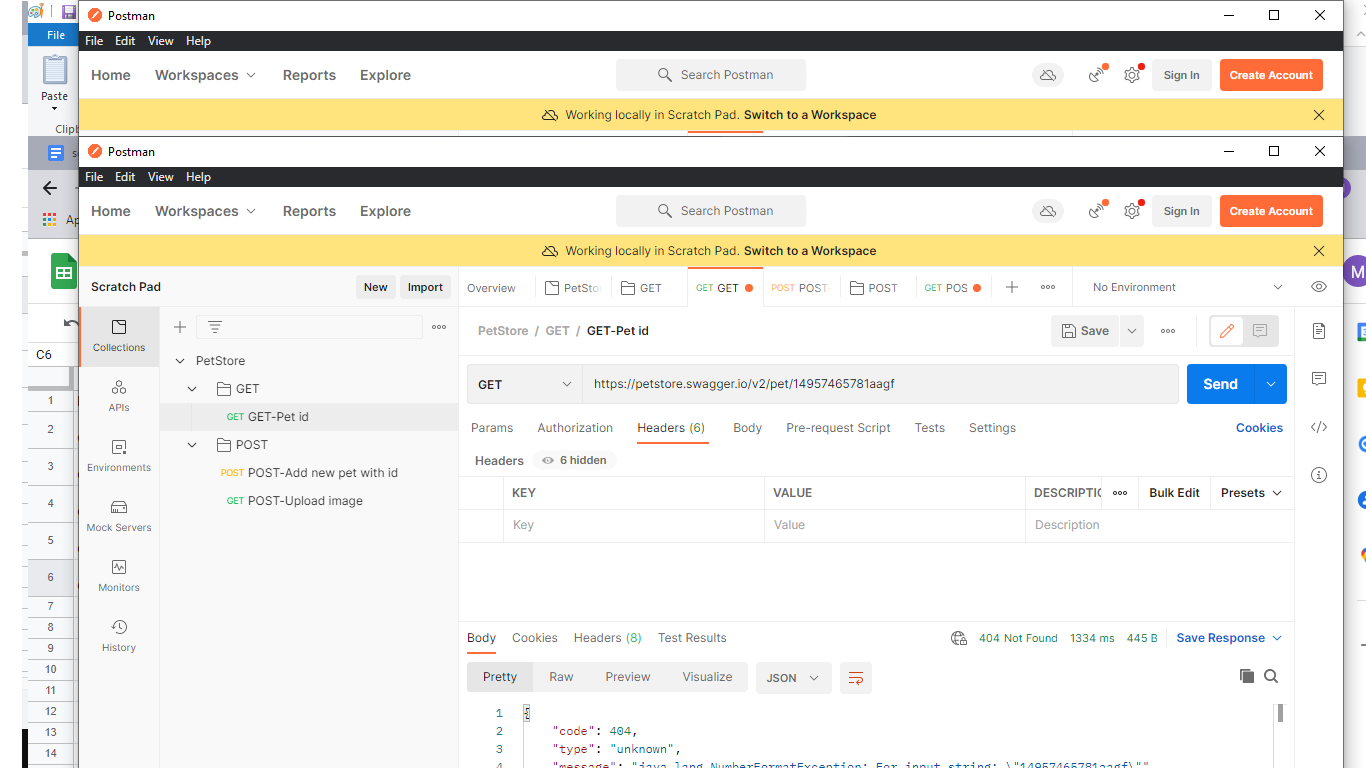 Postman
File
File Edit View Help
Home Workspaces Reports Explore
Search Postman
Sign In
Create Account
Paste
Working locally in Scratch Pad. Switch to a Workspace
Postman
File Edit View Help
Home Workspaces Reports Explore
Search Postman
Sign In
Create Account
Working locally in Scratch Pad. Switch to a Workspace
M
Scratch Pad
New
Import
Overview
PetSto
GET
GET GET
POST POST-
POST
GET POS
No Environment
C6
Collections
APIs
Environments
Mock Servers
Monitors
History
PetStore
GET
GET GET-Pet id
POST
POST POST-Add new pet with id
GET POST-Upload image
PetStore / GET / GET-Pet id
Save
GET
https://petstore.swagger.io/v2/pet/14957465781aagf
Send
Params Authorization Headers (6) Body Pre-request Script Tests Settings
Cookies
Headers
6 hidden
KEY VALUE DESCRIPTIO
Bulk Edit
Presets
Key Value Description
Body Cookies Headers (8) Test Results
404 Not Found 1334 ms 445 B
Save Response
Pretty Raw Preview Visualize
JSON
1 {
2 "code": 404,
3 "type": "unknown",
4 "message": "java.lang.NumberFormatException: For input string: \"14957465781aagf\""
1
2
3
4
5
6
7
8
9
10
11
12
13
14